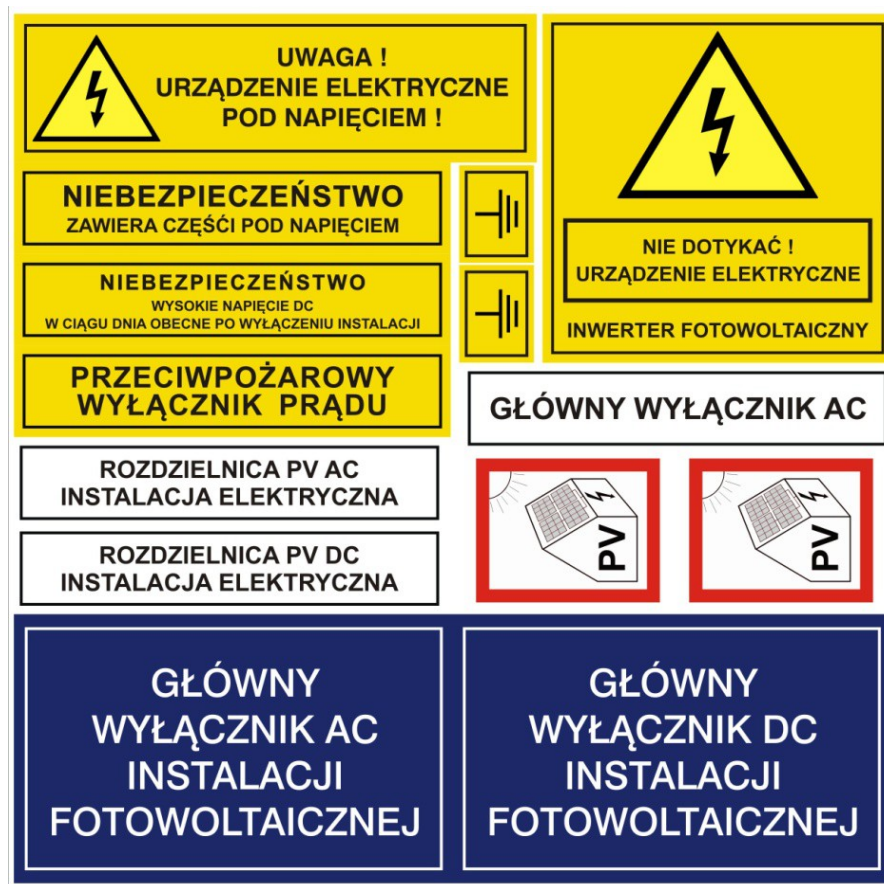 UWAGA !
URZĄDZENIE ELEKTRYCZNE
POD NAPIĘCIEM !
NIEBEZPIECZEŃSTWO
ZAWIERA CZĘŚĆI POD NAPIĘCIEM
NIEBEZPIECZEŃSTWO
WYSOKIE NAPIĘCIE DC
W CIĄGU DNIA OBECNE PO WYŁĄCZENIU INSTALACJI
PRZECIWPOŻAROWY
WYŁĄCZNIK PRĄDU
NIE DOTYKAĆ !
URZĄDZENIE ELEKTRYCZNE
INWERTER FOTOWOLTAICZNY
GŁÓWNY WYŁĄCZNIK AC
ROZDZIELNICA PV AC
INSTALACJA ELEKTRYCZNA
ROZDZIELNICA PV DC
INSTALACJA ELEKTRYCZNA
PV
PV
GŁÓWNY
WYŁĄCZNIK AC
INSTALACJI
FOTOWOLTAICZNEJ
GŁÓWNY
WYŁĄCZNIK DC
INSTALACJI
FOTOWOLTAICZNEJ